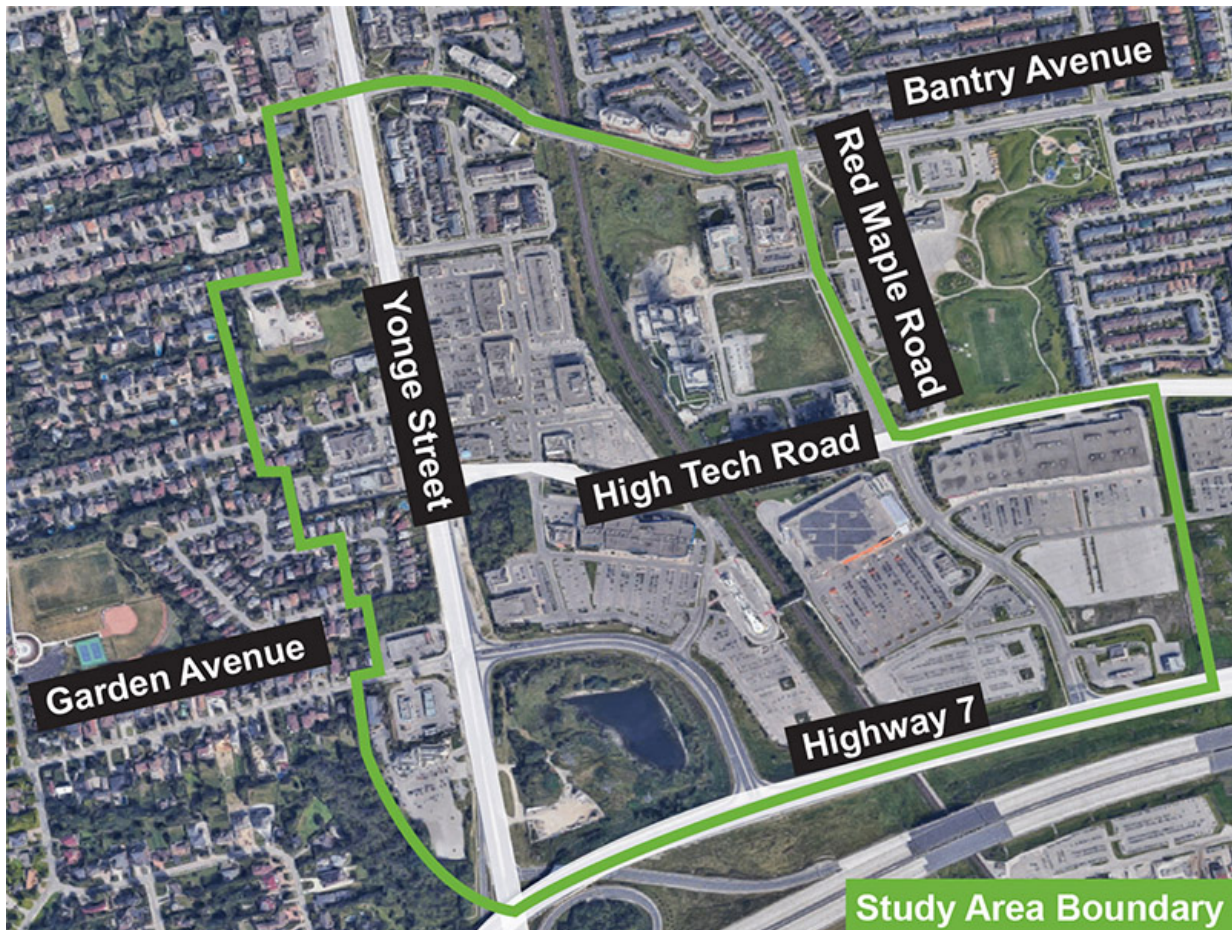 Bantry Avenue
Red Maple Road
Yonge Street
High Tech Road
Garden Avenue
Highway 7
Study Area Boundary